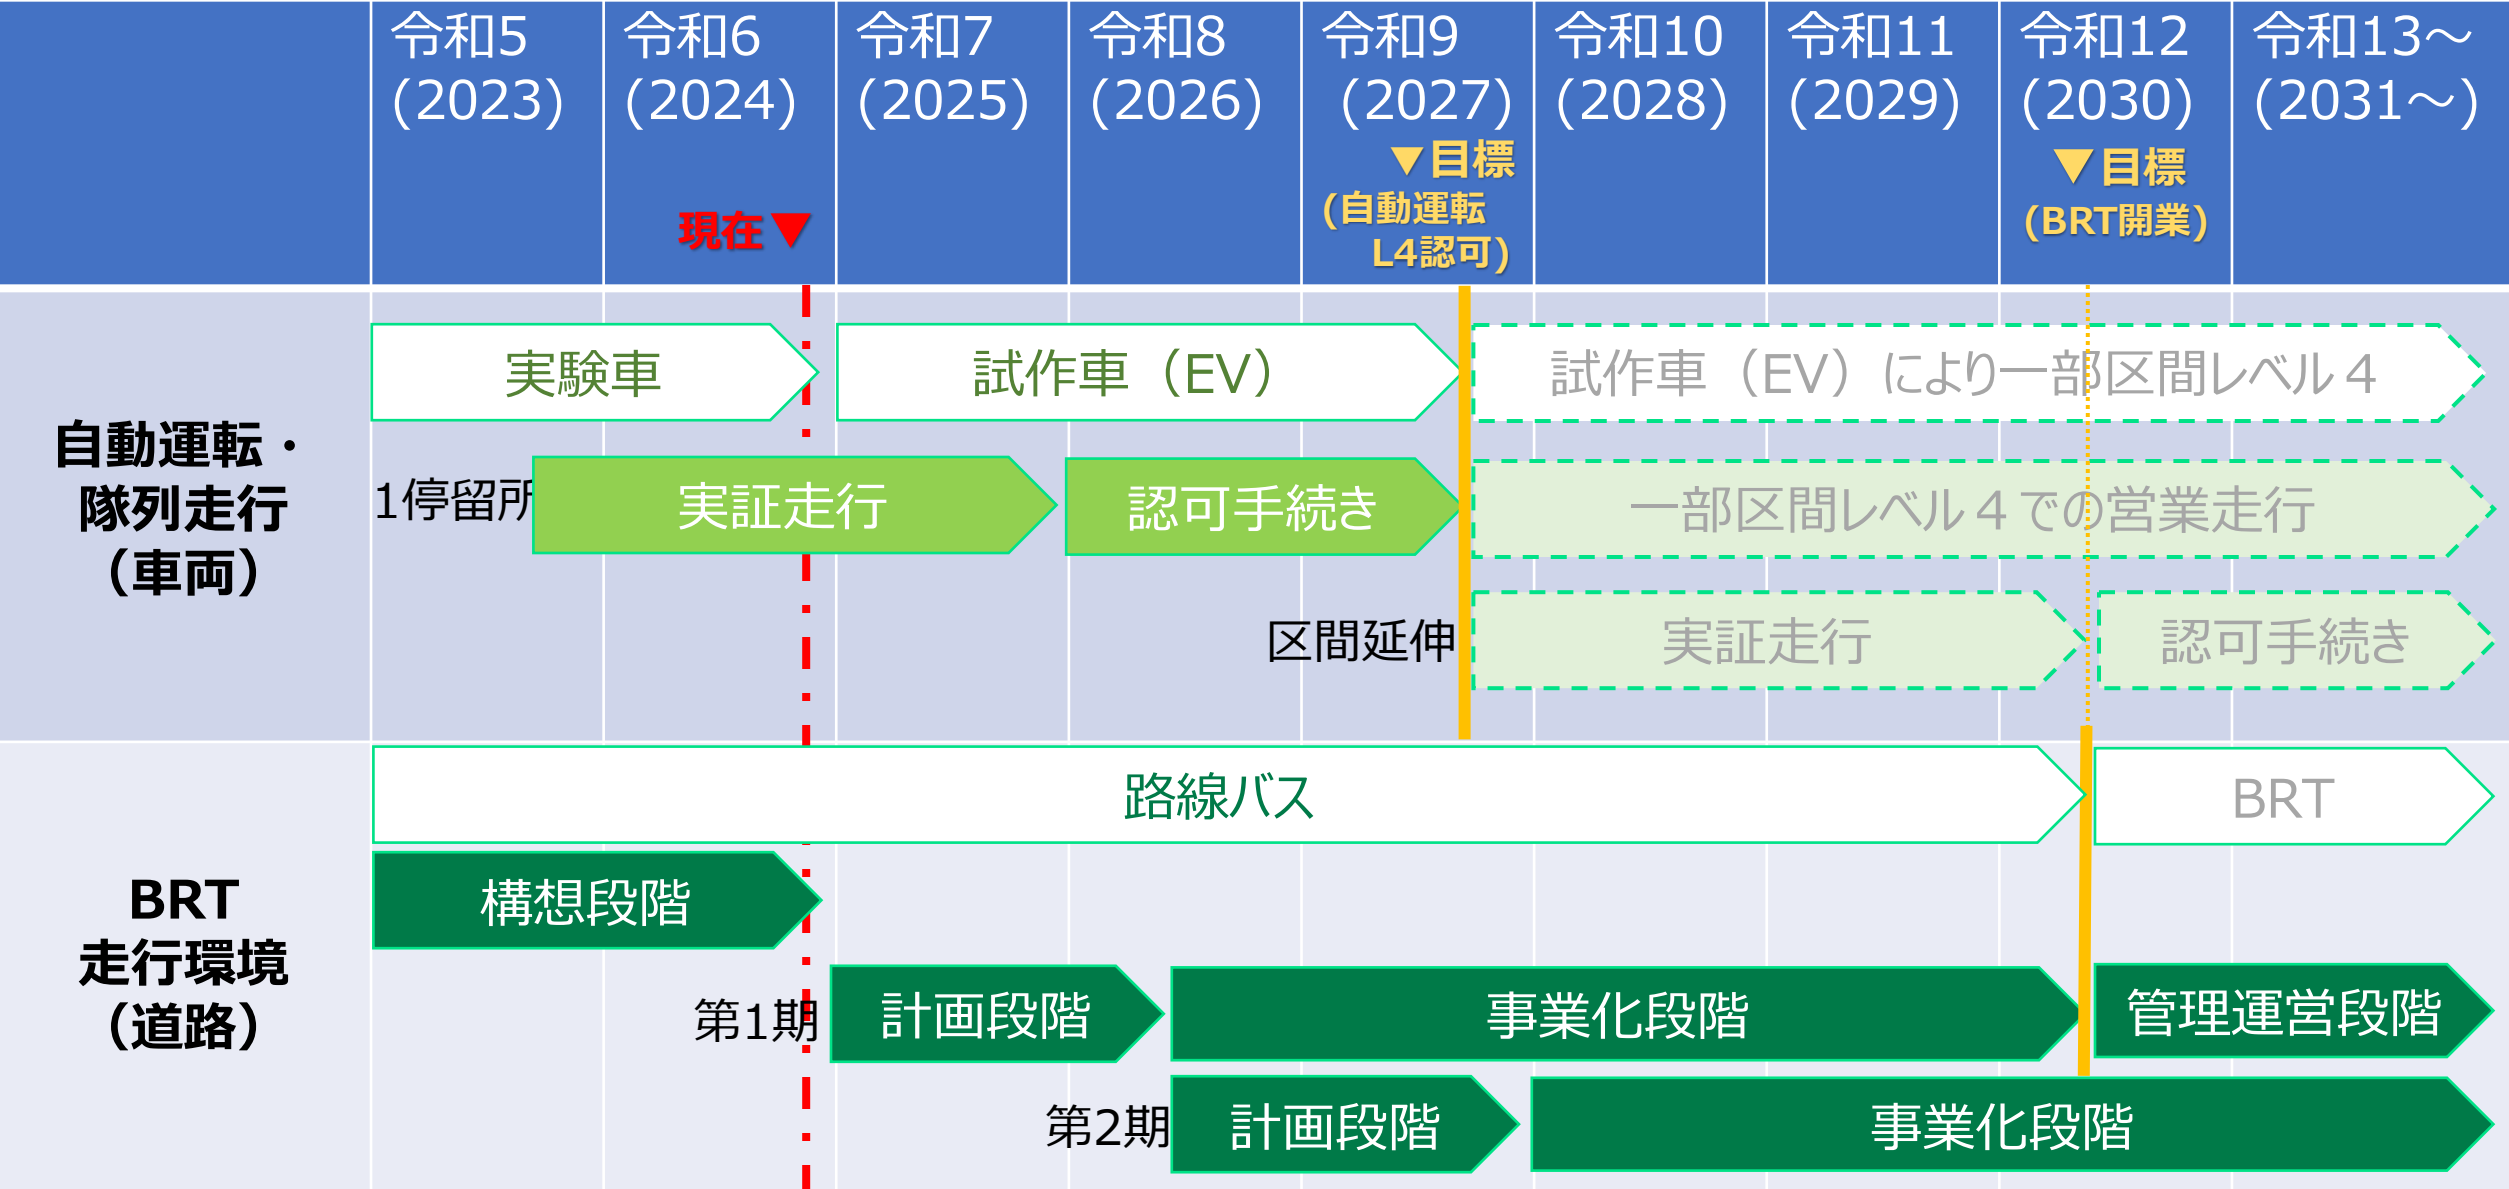 令和5
(2023)
令和6
(2024)
令和7
(2025)
令和8
(2026)
令和9
(2027)
令和10
(2028)
令和11
(2029)
令和12
(2030)
令和13～
(2031～)
現在▼
▼目標
(自動運転
L4認可)
▼目標
(BRT開業)
自動運転・
隊列走行
（車両）
実験車
試作車（EV）
試作車（EV）により一部区間レベル４
1停留所
実証走行
認可手続き
一部区間レベル４での営業走行
区間延伸
実証走行
認可手続き
BRT
走行環境
（道路）
路線バス
BRT
構想段階
第1期
計画段階
事業化段階
管理運営段階
第2期
計画段階
事業化段階